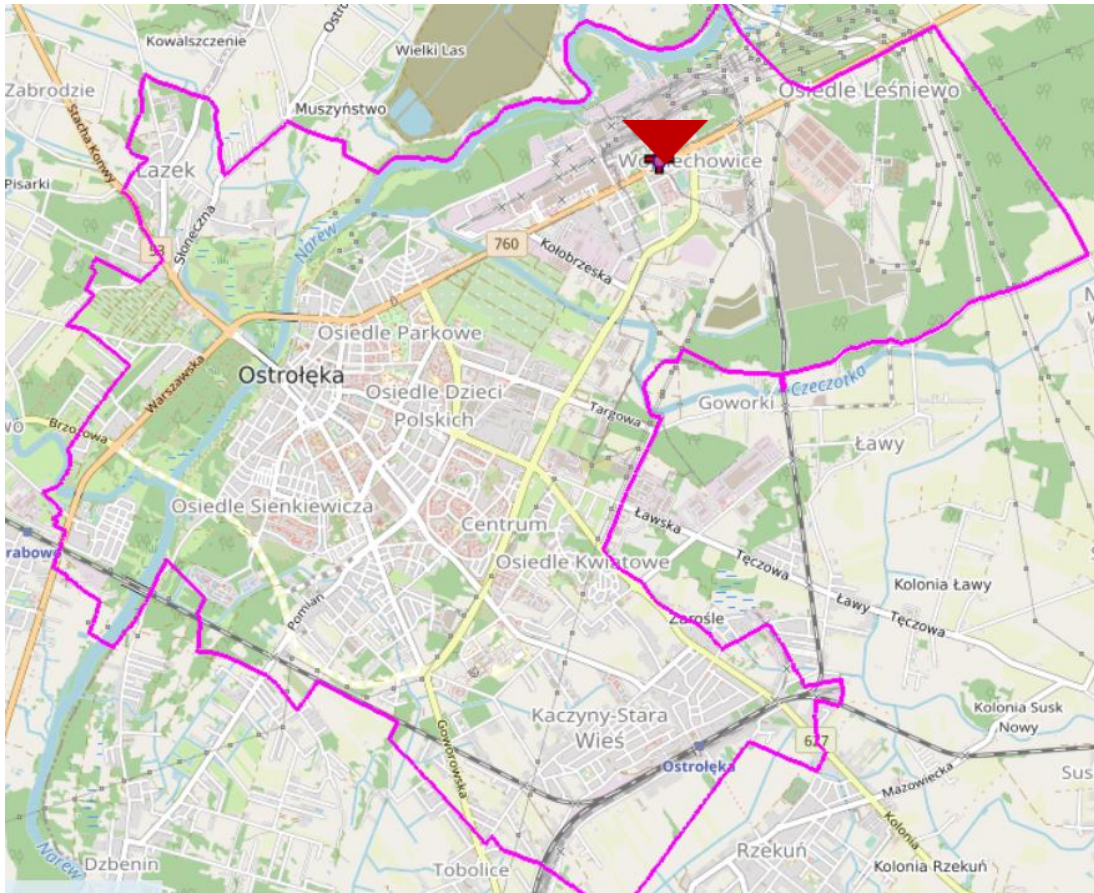 Kowalszczenie
Ostro
Wielki Las
Zabrodzie
Osiedle Leśniewo
Stacha Konwy
Muszyństwo
Łazek
Pisarki
Słoneczna
53
Narew
760
Kołobrzeska
Osiedle Parkowe
Ostrołęka
Osiedle Dzieci
Polskich
Warszawska
Targowa
Goworki
Czeczotka
Ławy
Brzozowa
Osiedle Sienkiewicza
Centrum
Ławska
Osiedle Kwiatowe
Tęczowa
rabowo
Kolonia Ławy
Pomian
Zarośle
Ławy
Tęczowa
Kaczyny-Stara
Wieś
Kolonia Susk
Nowy
Goworowska
627
Ostrołęka
Mazowiecka
Sus
Narew
Dzbenin
Tobolice
Rzekuń
Kolonia
Kolonia Rzekuń